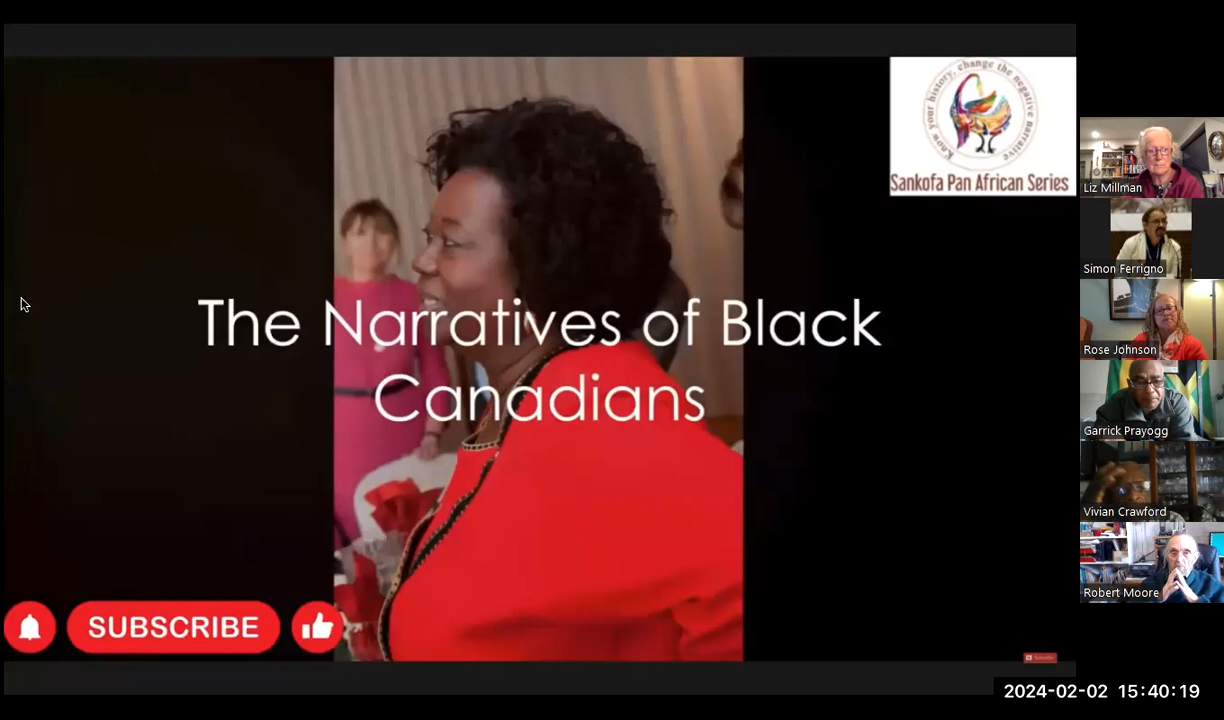 Know your history, change the negative narrative
Sankofa Pan African Series
The Narratives of Black
Canadians
SUBSCRIBE
Liz Millman
Simon Ferrigno
Rose Johnson
Garrick Prayogg
Vivian Crawford
Robert Moore
2024-02-02 15:40:19